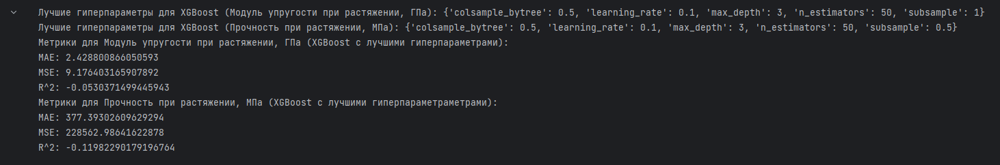 Лучшие гиперпараметры для XGBoost (Модуль упругости при растяжении, ГПа): {'colsample_bytree': 0.5, 'learning_rate': 0.1, 'max_depth': 3, 'n_estimators': 50, 'subsample': 1}
Лучшие гиперпараметры для XGBoost (Прочность при растяжении, МПа): {'colsample_bytree': 0.5, 'learning_rate': 0.1, 'max_depth': 3, 'n_estimators': 50, 'subsample': 0.5}
Метрики для Модуль упругости при растяжении, ГПа (XGBoost с лучшими гиперпараметрами):
MAE: 2.428800866050593
MSE: 9.176403165907892
R^2: -0.0530371499445943
Метрики для Прочность при растяжении, МПа (XGBoost с лучшими гиперпараметраметрами):
MAE: 377.39302609629294
MSE: 228562.98641622878
R^2: -0.11982290179196764